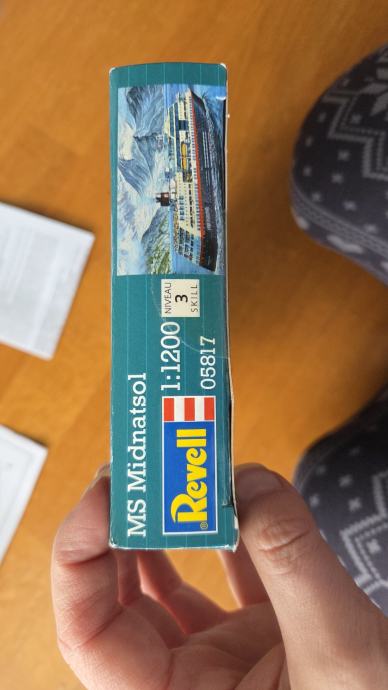 MS Midnatsol
1:1200
NIVEAU
3
SKILL
®Revell
05817